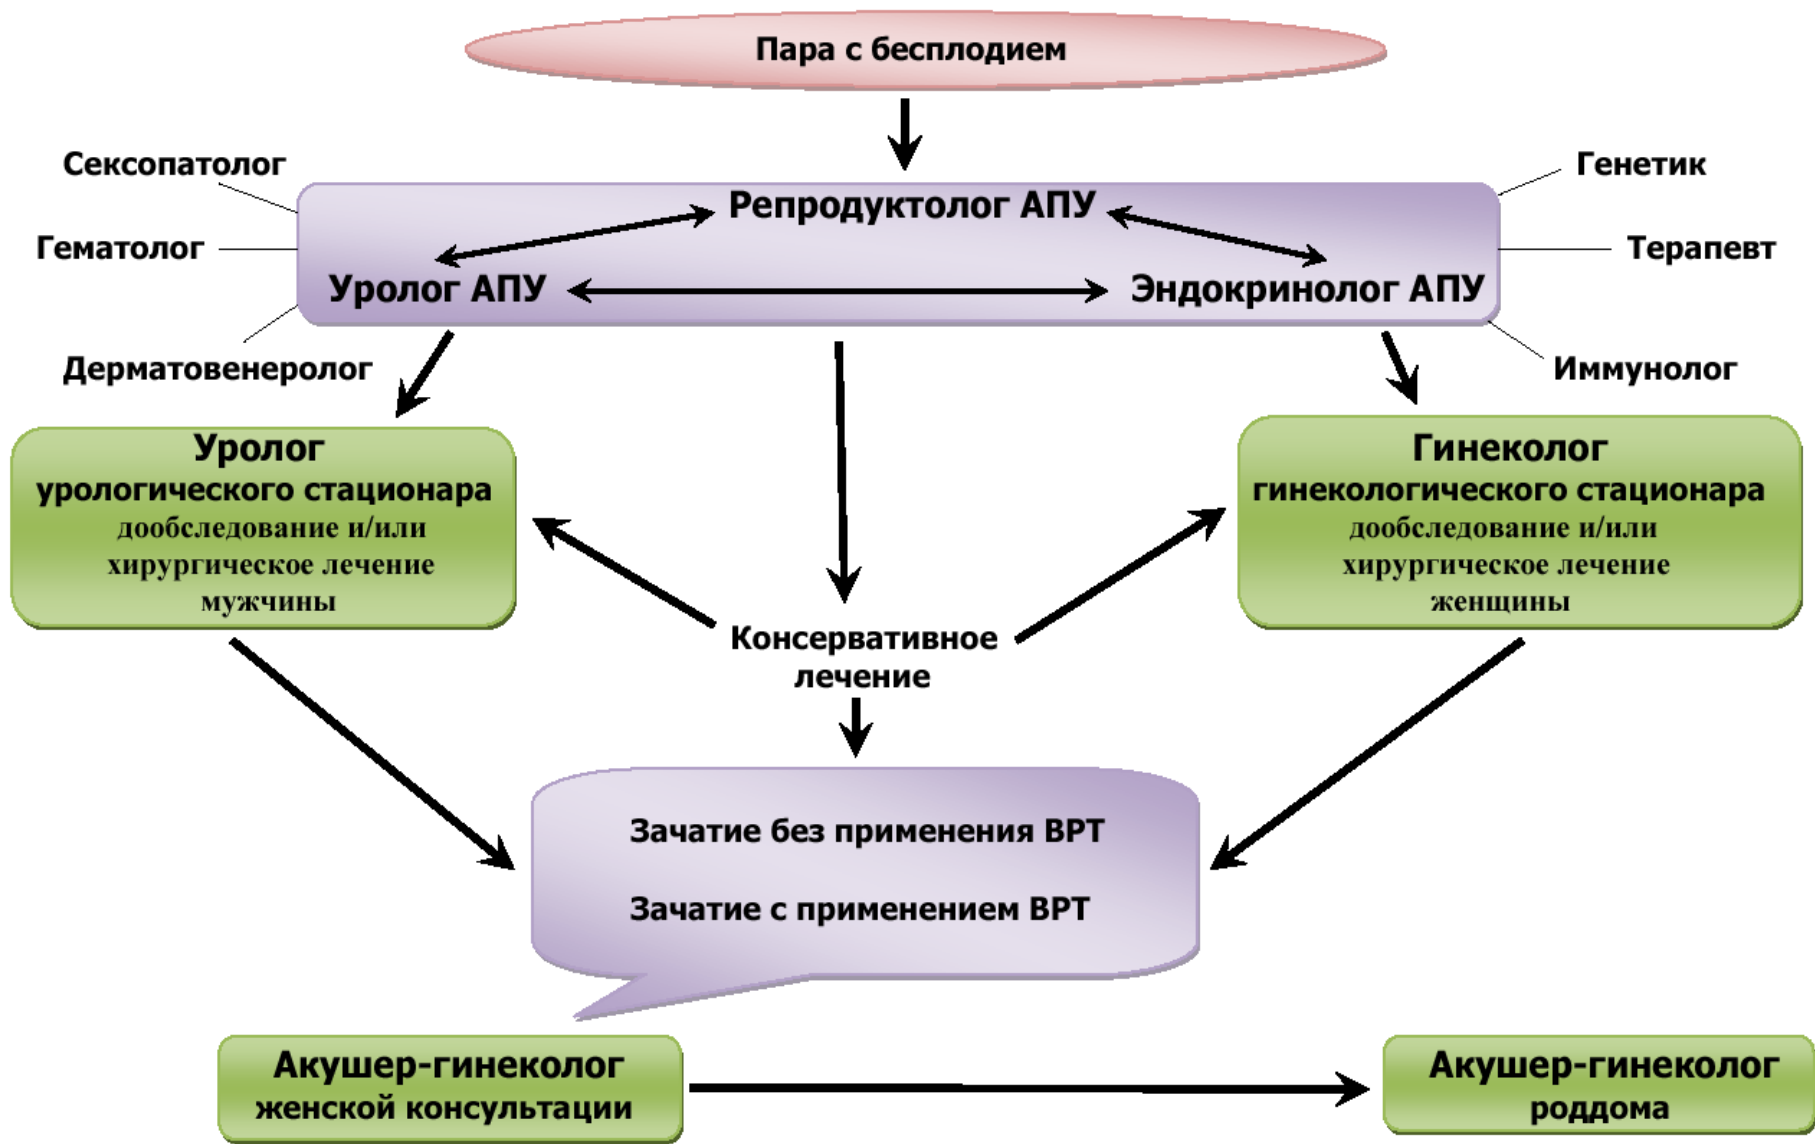 Пара с бесплодием
Сексопатолог
Генетик
Репродуктолог АПУ
Гематолог
Терапевт
Уролог АПУ
Эндокринолог АПУ
Дерматовенеролог
Иммунолог
Уролог
урологического стационара
дообследование и/или
хирургическое лечение
мужчины
Гинеколог
гинекологического стационара
дообследование и/или
хирургическое лечение
женщины
Консервативное
лечение
Зачатие без применения ВРТ
Зачатие с применением ВРТ
Акушер-гинеколог
женской консультации
Акушер-гинеколог
роддома